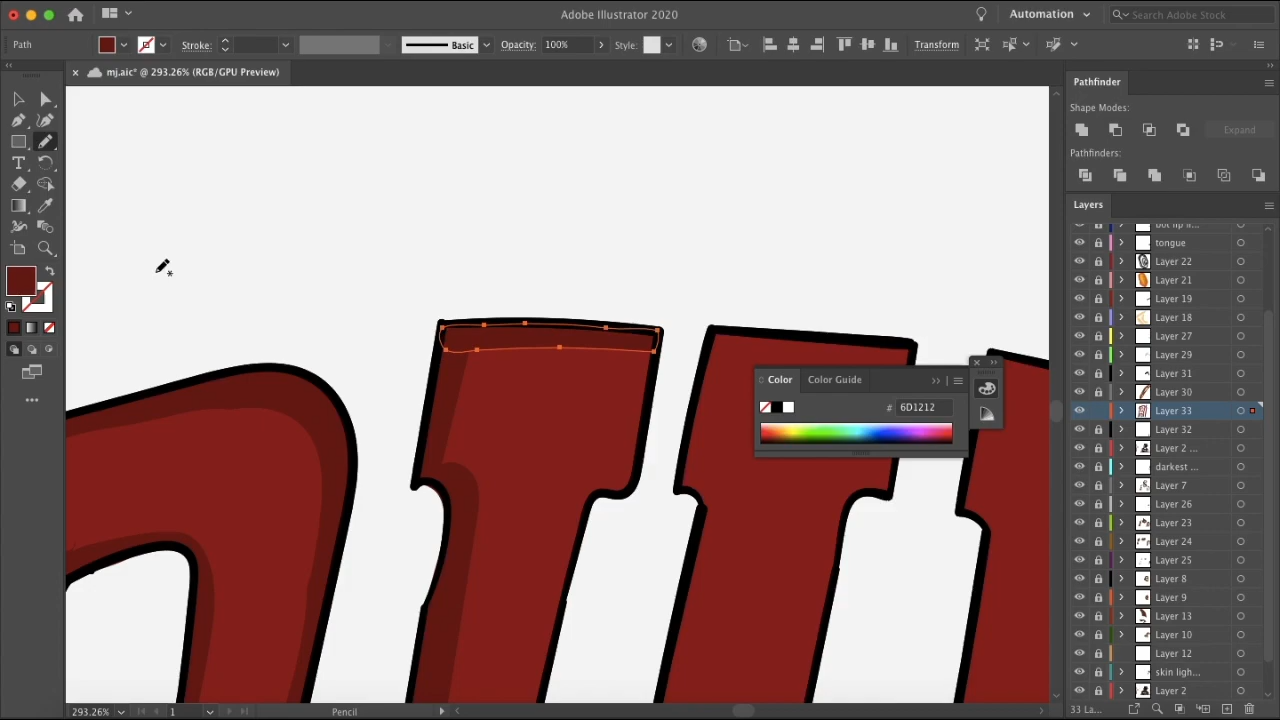 Adobe Illustrator 2020
Automation
Search Adobe Stock
Path
Stroke:
Basic
Opacity:
100%
Style:
Transform
mj.aic* @ 293.26% (RGB/GPU Preview)
Pathfinder
Shape Modes:
Expand
Pathfinders:
Layers
tongue
Layer 22
Layer 21
Layer 19
Layer 18
Layer 27
Layer 29
Layer 31
Layer 30
Layer 33
Layer 32
Layer 2 ...
darkest ...
Layer 7
Layer 26
Layer 23
Layer 24
Layer 25
Layer 8
Layer 9
Layer 13
Layer 10
Layer 12
skin ligh...
Layer 2
33 La...
Color
Color Guide
# 6D1212
293.26%
1
Pencil